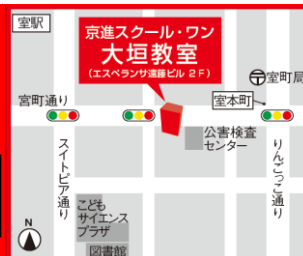 室駅
京進スクール・ワン
大垣教室
(エスペランサ遠藤ビル 2F)
室町局
宮町通り
室本町
公害検査
センター
スイトピア通り
りんごっこ通り
こども
サイエンス
プラザ
N
図書館